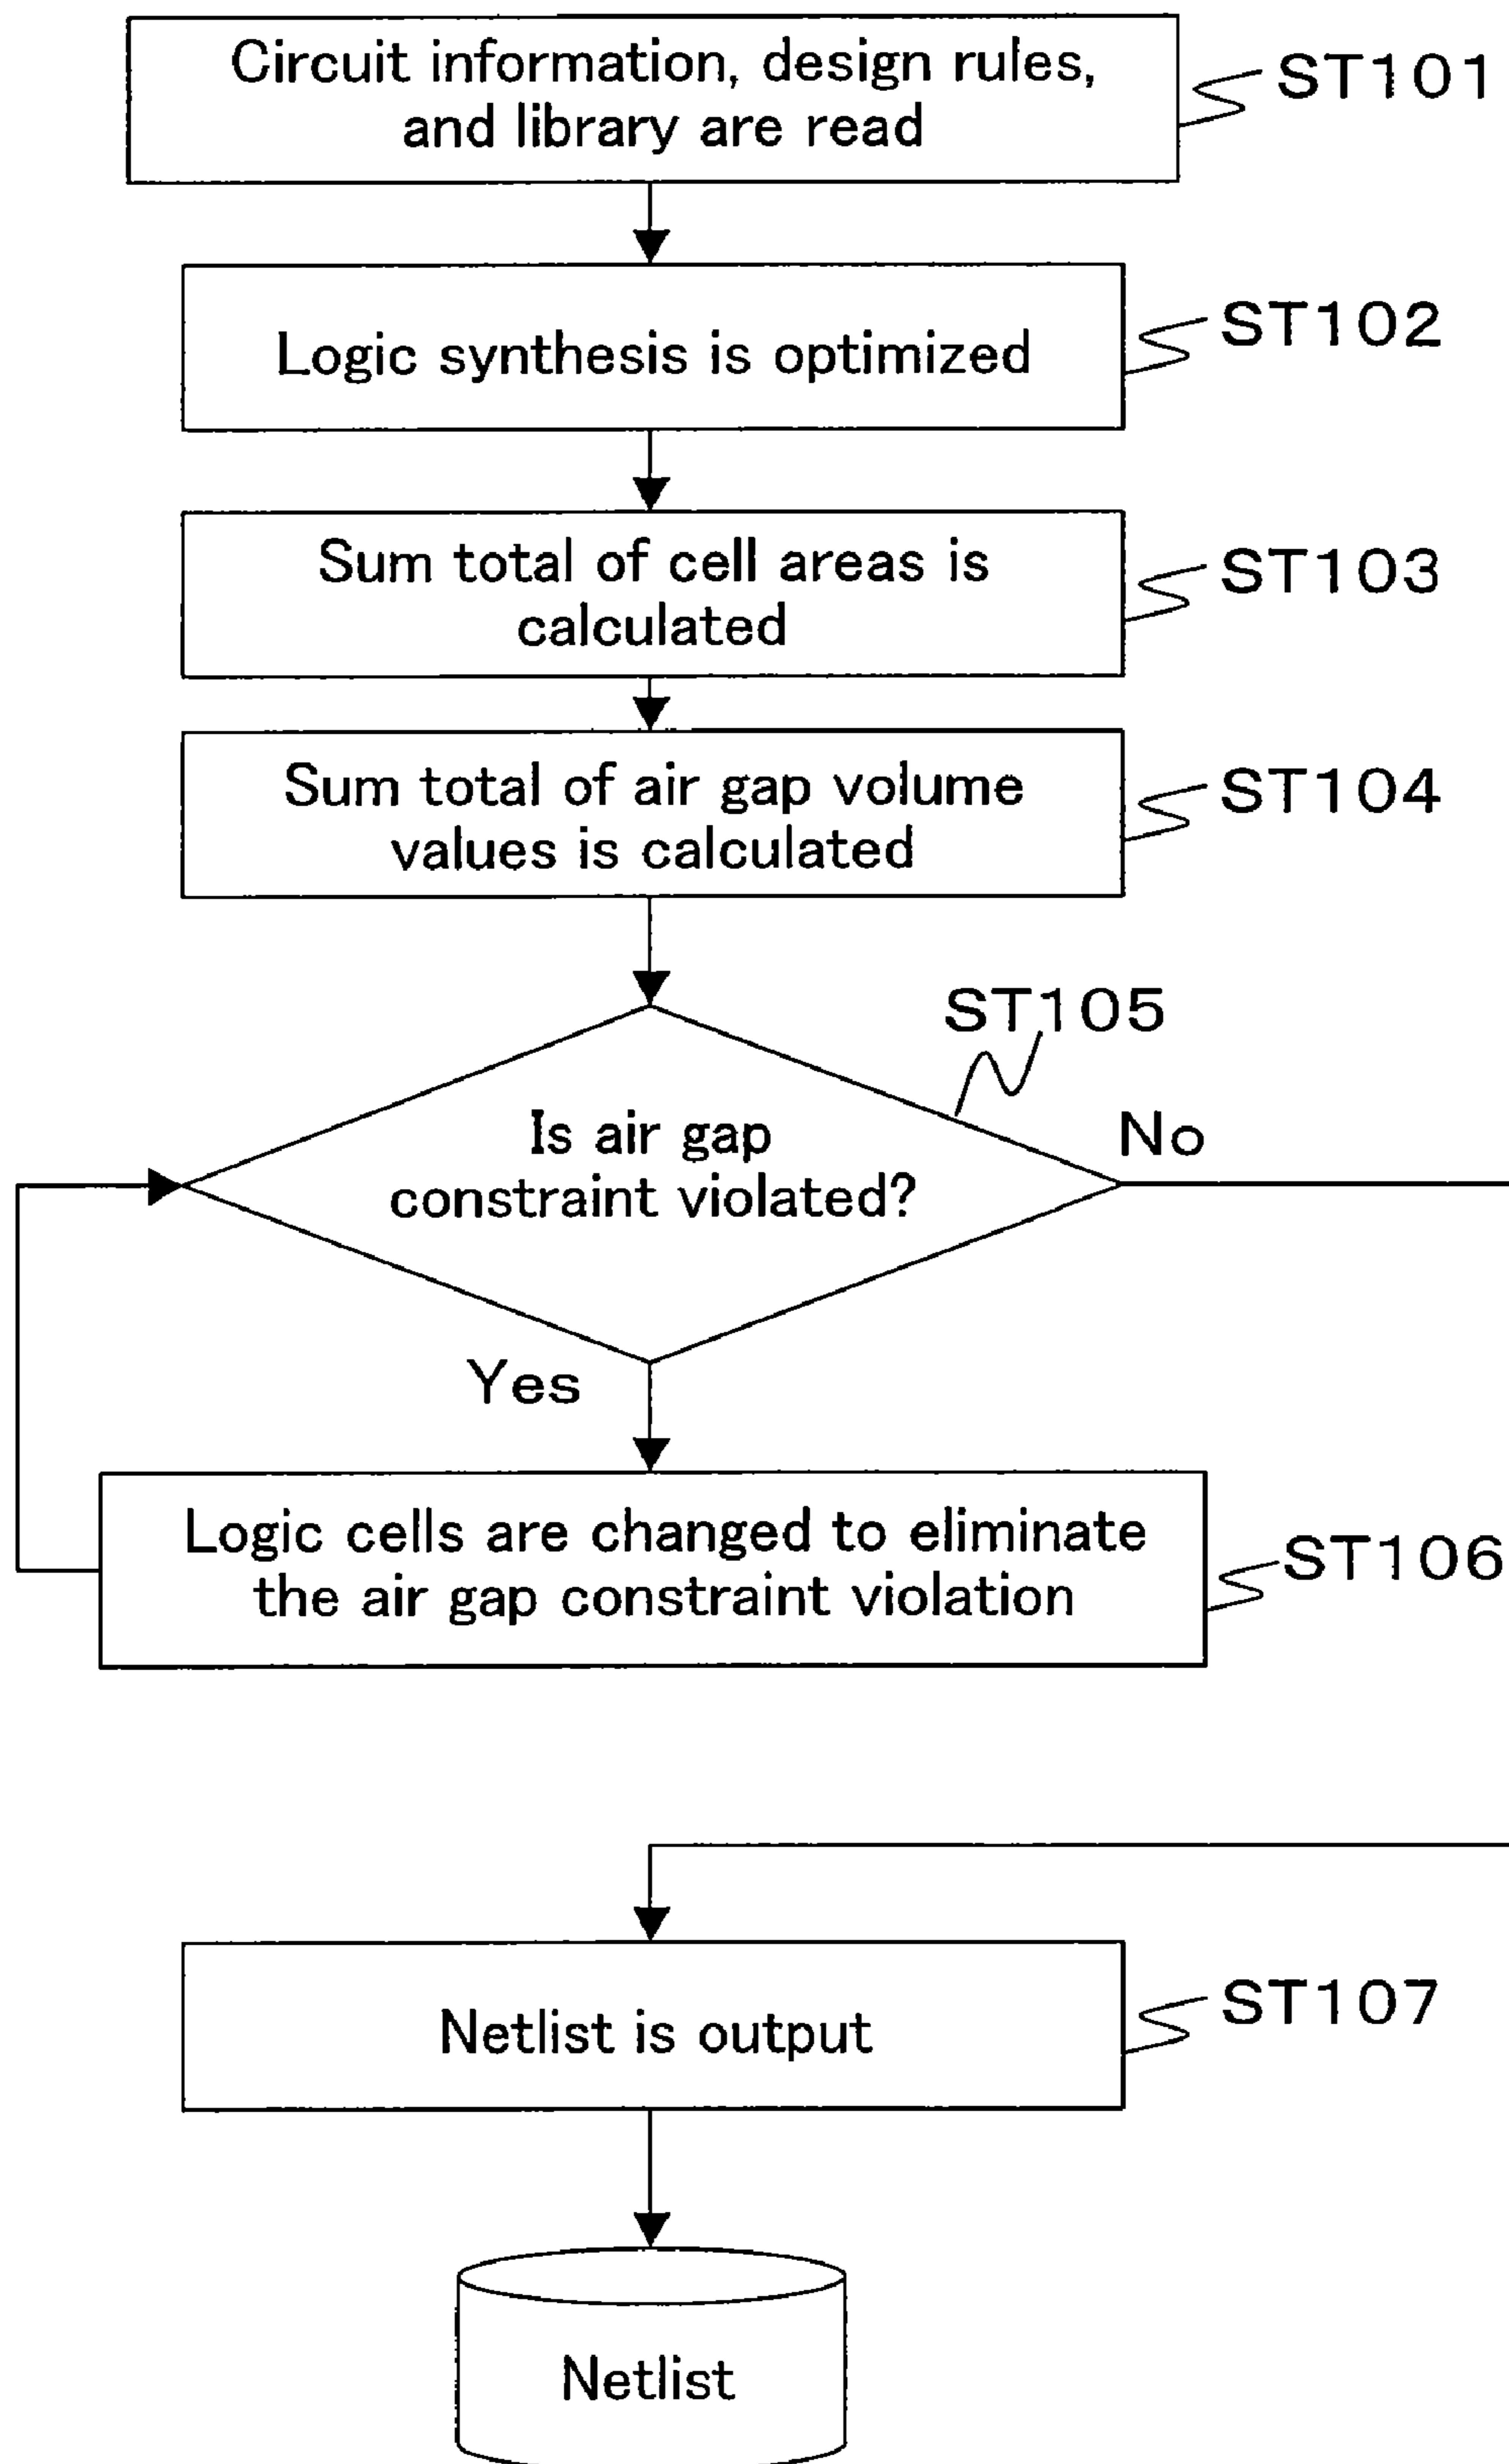 Circuit information, design rules,
and library are read
ST101
Logic synthesis is optimized
ST102
Sum total of cell areas is
calculated
ST103
Sum total of air gap volume
values is calculated
ST104
ST105
Is air gap
constraint violated?
No
Yes
Logic cells are changed to eliminate
the air gap constraint violation
ST106
Netlist is output
ST107
Netlist